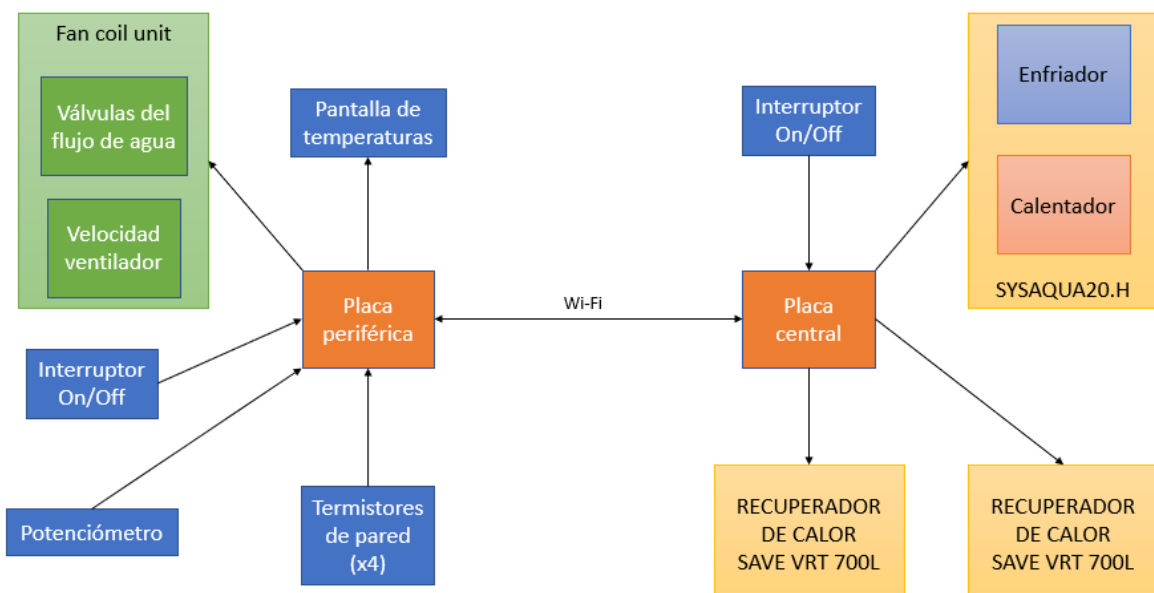 Fan coil unit
Válvulas del
flujo de agua
Velocidad
ventilador
Pantalla de
temperaturas
Interruptor
On/Off
Enfriador
Calentador
SYSAQUA20.H
Placa
periférica
Wi-Fi
Placa
central
Interruptor
On/Off
Potenciómetro
Termistores
de pared
(x4)
RECUPERADOR
DE CALOR
SAVE VRT 700L
RECUPERADOR
DE CALOR
SAVE VRT 700L